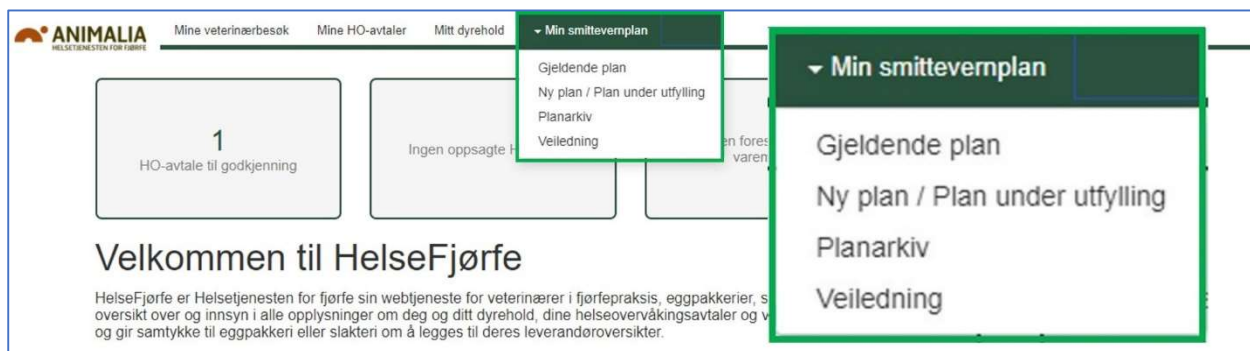 ANIMALIA
HELSETJENESTEN FOR FJØRFE
Mine veterinærbesøk
Mine HO-avtaler
Mitt dyrehold
Min smittevernplan
Gjeldende plan
Ny plan / Plan under utfylling
Planarkiv
Veiledning
1
HO-avtale til godkjenning
Ingen oppsagte
en fores
varen
Min smittevernplan
Gjeldende plan
Ny plan / Plan under utfylling
Planarkiv
Veiledning
Velkommen til HelseFjørfe
HelseFjørfe er Helsetjenesten for fjørfe sin webtjeneste for veterinærer i fjørfepraksis, eggpakkerier, s
oversikt over og innsyn i alle opplysninger om deg og ditt dyrehold, dine helseovervåkingsavtaler og v
og gir samtykke til eggpakkeri eller slakteri om å legges til deres leverandøroversikter.